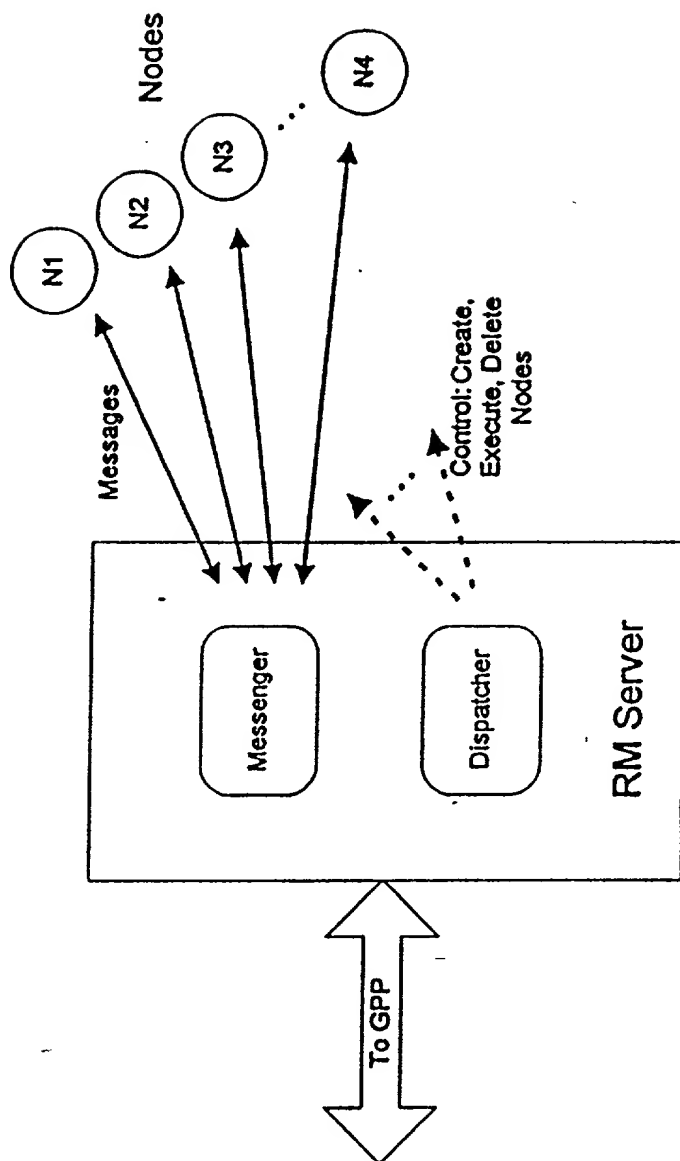 To GPP
Messenger
Dispatcher
RM Server
Messages
Control: Create,
Execute, Delete
Nodes
N1
N2
N3
N4
Nodes